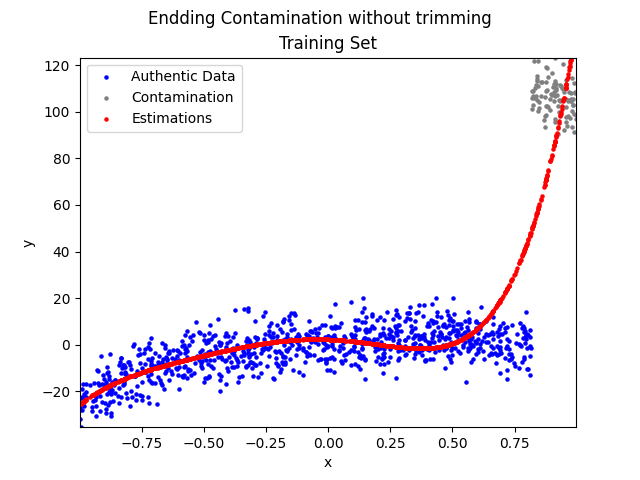 Endding Contamination without trimming
Training Set
Authentic Data
Contamination
Estimations
y
120
100
80
60
40
20
0
−20
−0.75
−0.50
−0.25
0.00
0.25
0.50
0.75
x